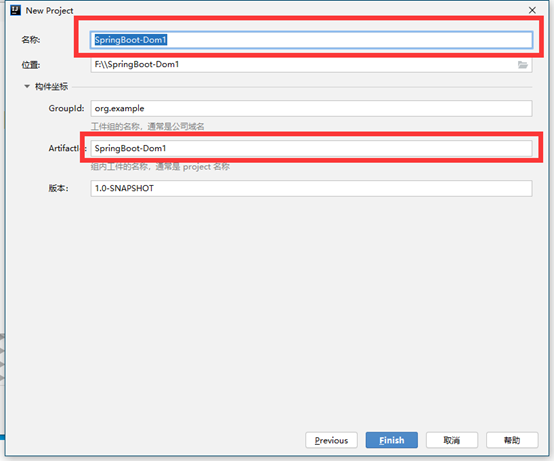 New Project
名称:
SpringBoot-Dom1
位置:
F:\\SpringBoot-Dom1
构件坐标
GroupId:
org.example
工件组的名称，通常是公司域名
ArtifactId:
SpringBoot-Dom1
组内工件的名称，通常是 project 名称
版本:
1.0-SNAPSHOT
Previous
Finish
取消
帮助